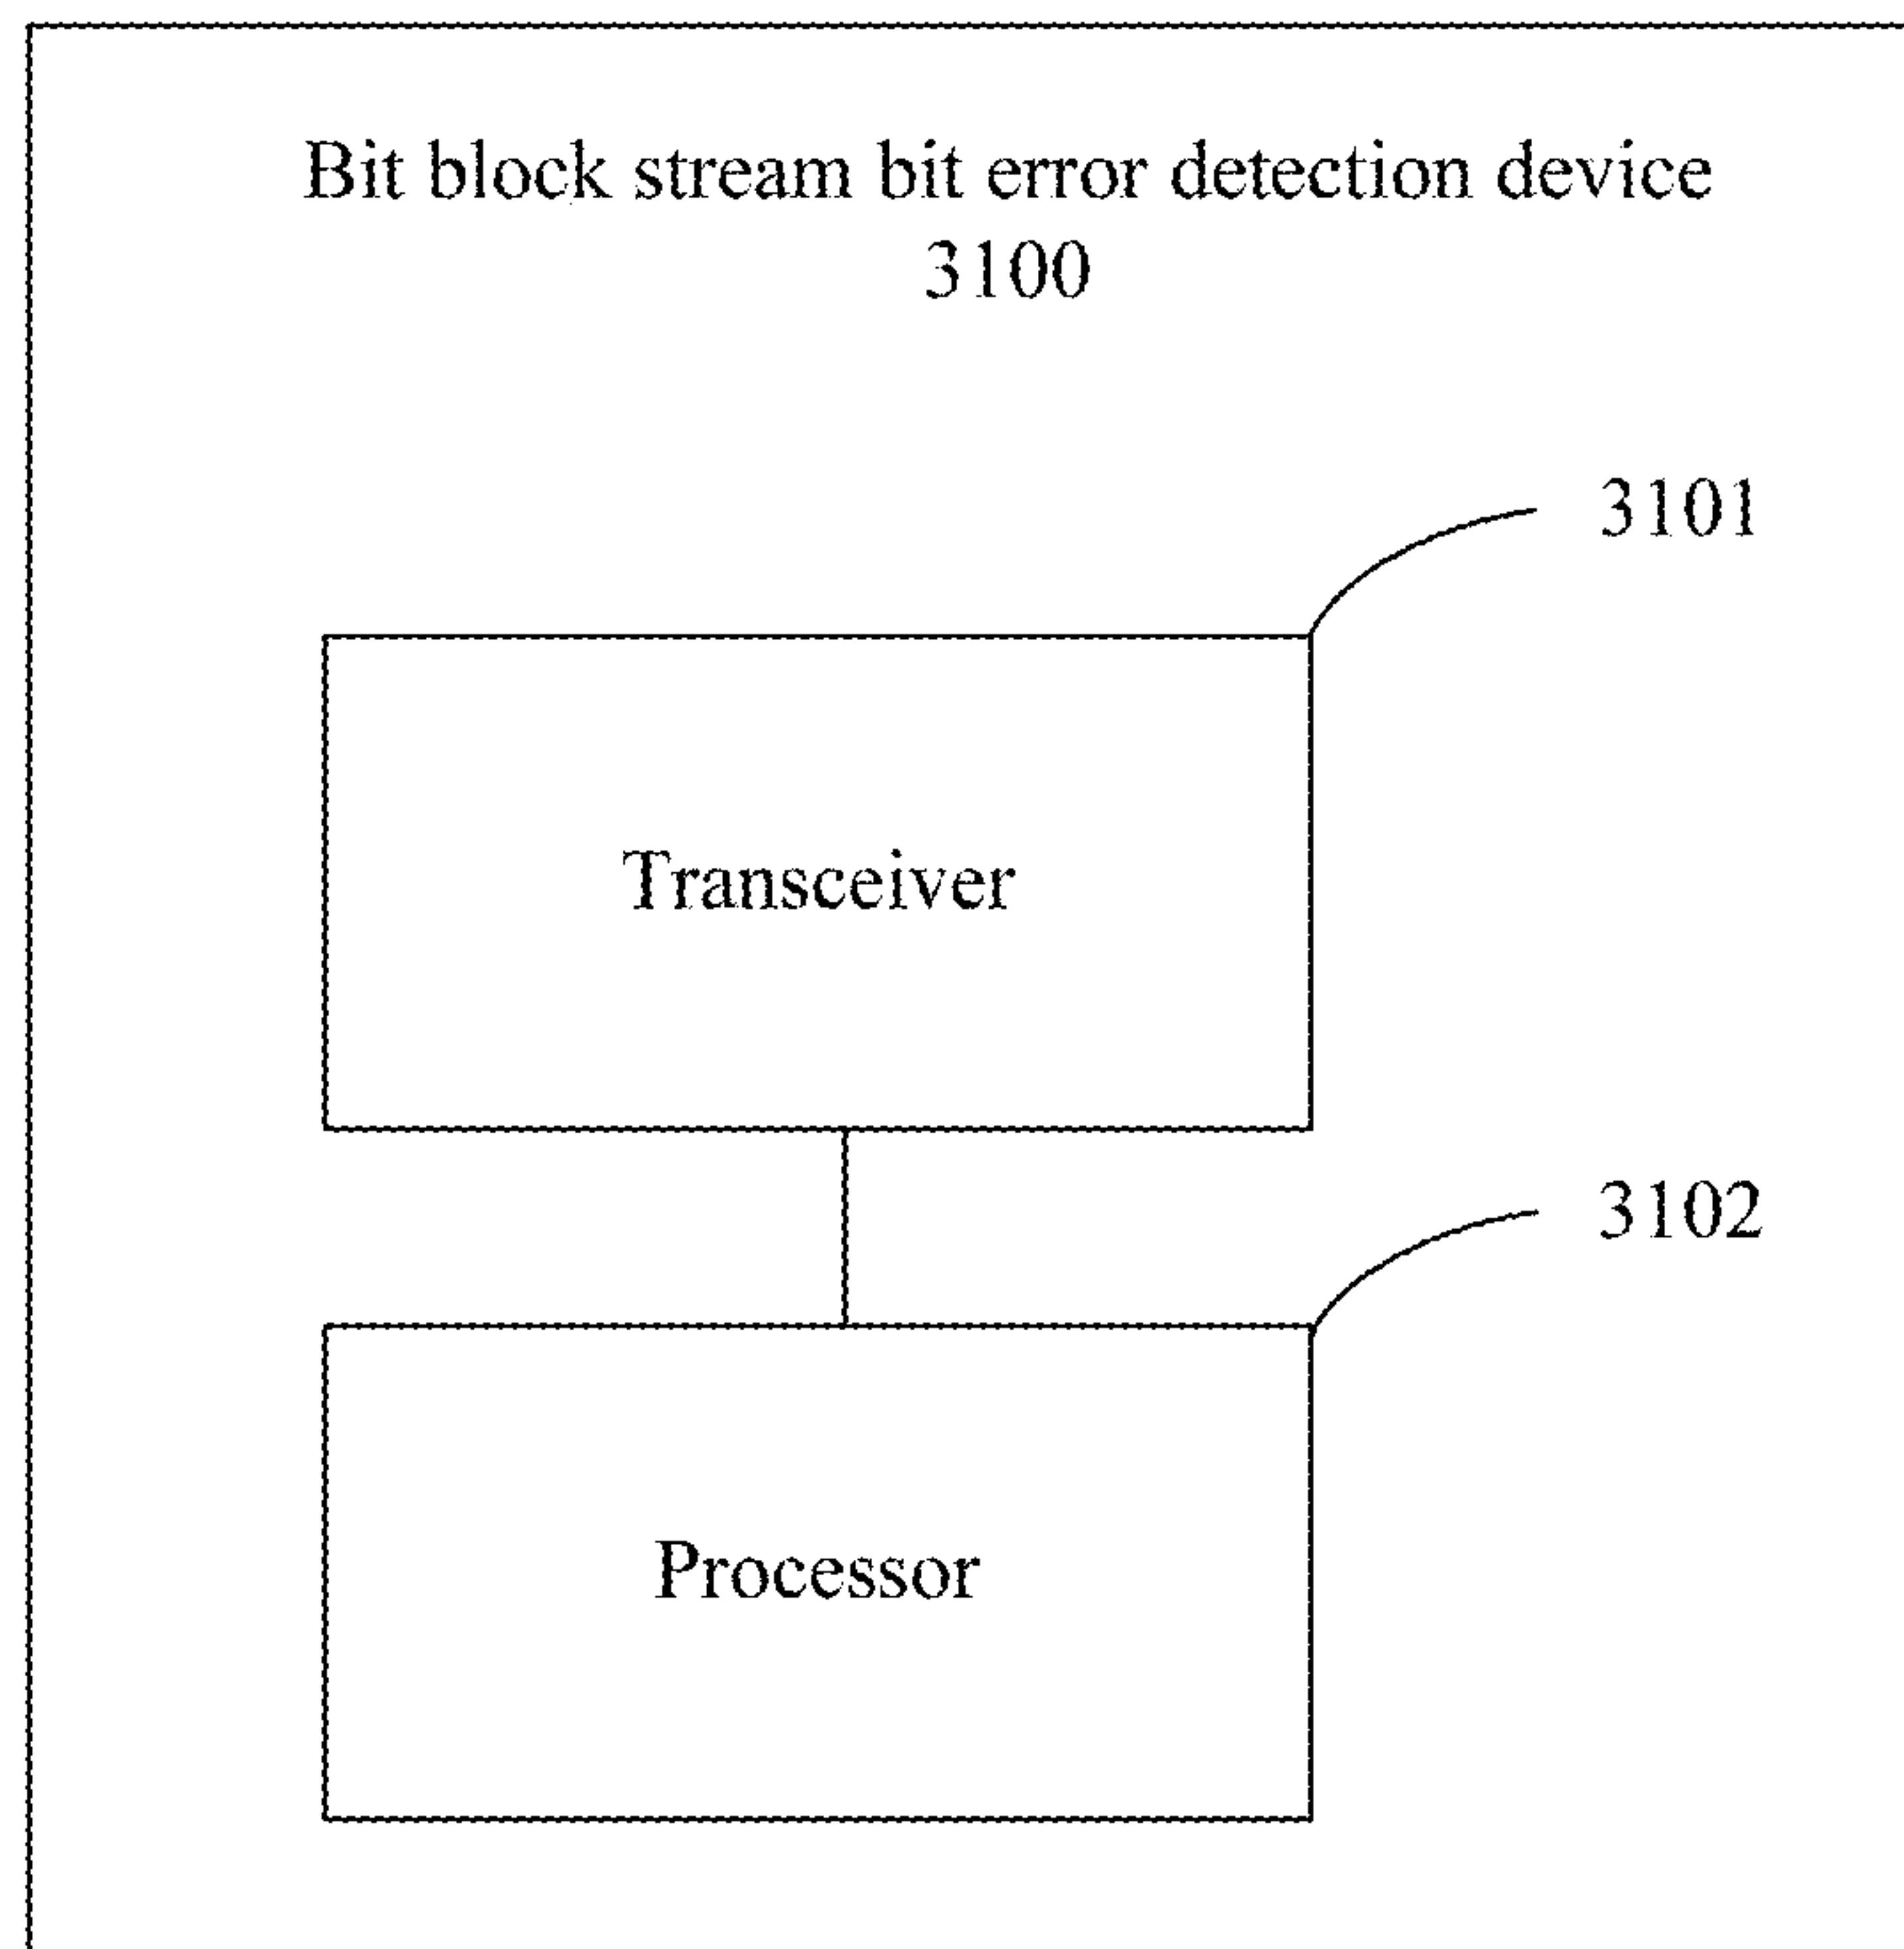 Bit block stream bit error detection device
3100
3101
Transceiver
3102
Processor